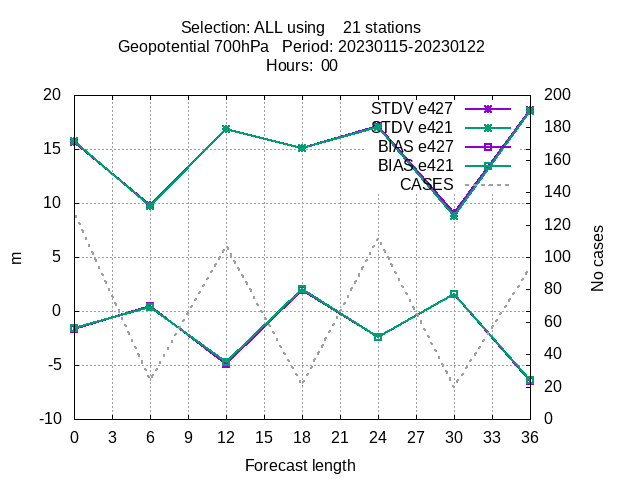 Selection: ALL using    21 stations
Geopotential 700hPa   Period: 20230115-20230122
Hours:  00
20
15
10
5
0
-5
-10
m
200
180
160
140
120
100
80
60
40
20
0
No cases
STDV e427
STDV e421
BIAS e427
BIAS e421
CASES
0 3 6 9 12 15 18 21 24 27 30 33 36
Forecast length